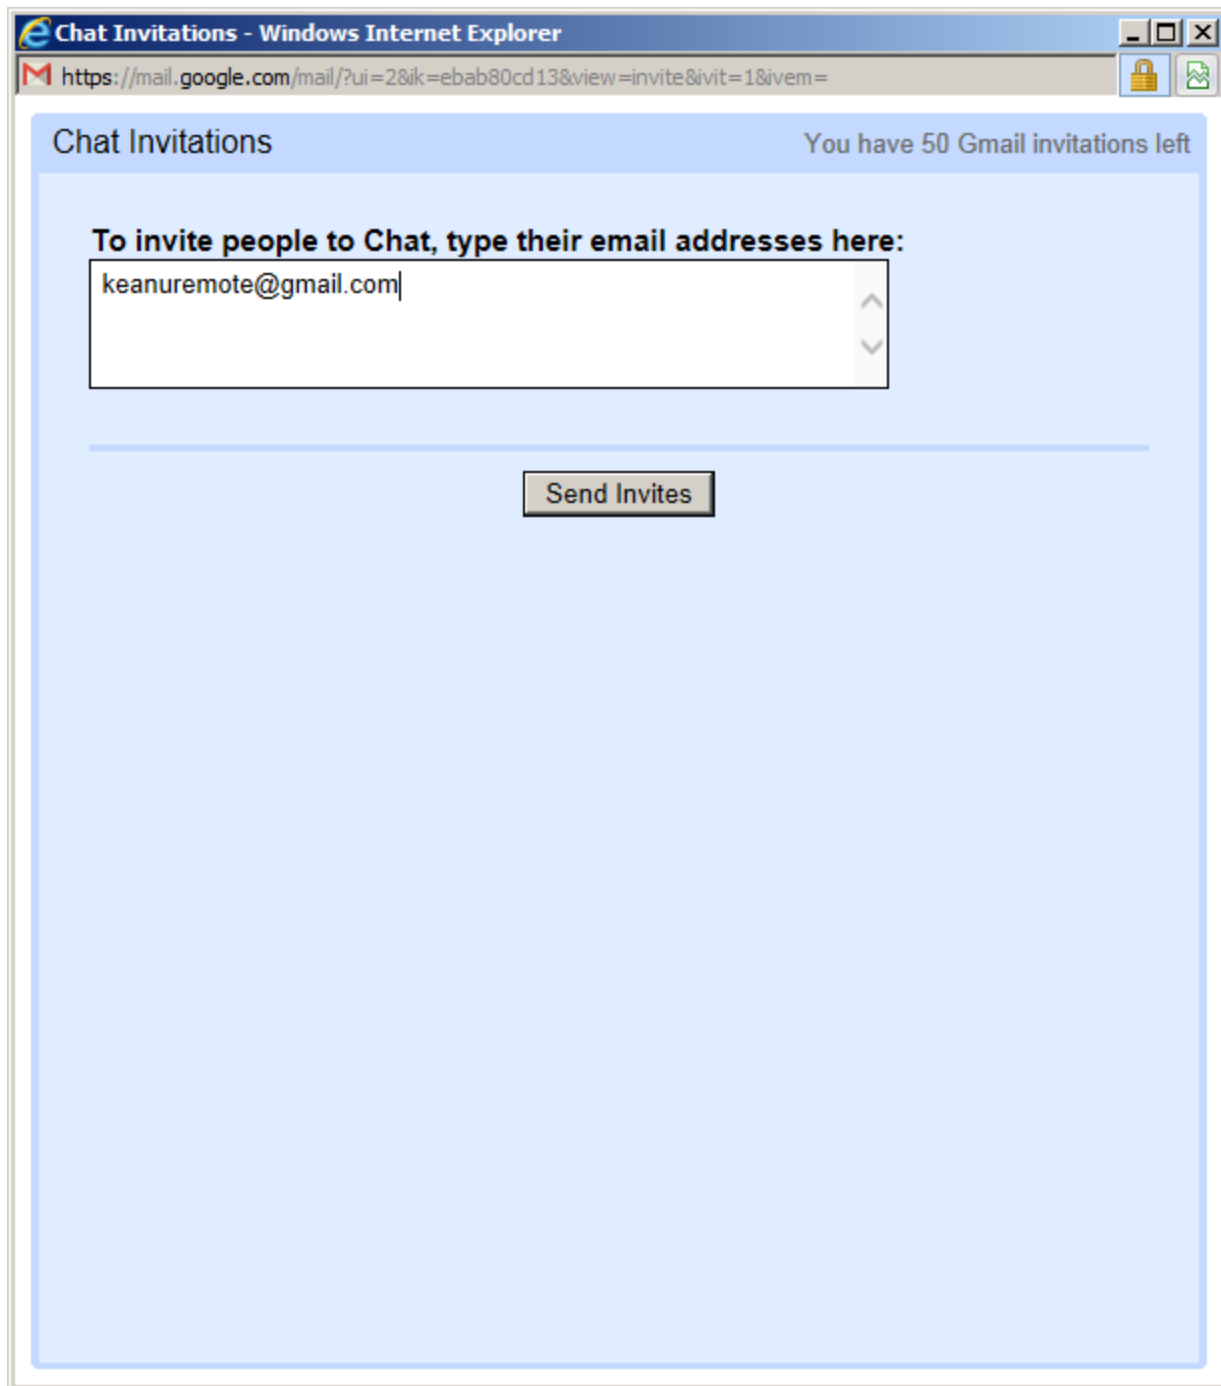 Chat Invitations - Windows Internet Explorer
https://mail.google.com/mail/?ui=2&ik=ebab80cd13&view=invite&ivit=1&ivem=
Chat Invitations
You have 50 Gmail invitations left
To invite people to Chat, type their email addresses here:
keanuremote@gmail.com
Send Invites